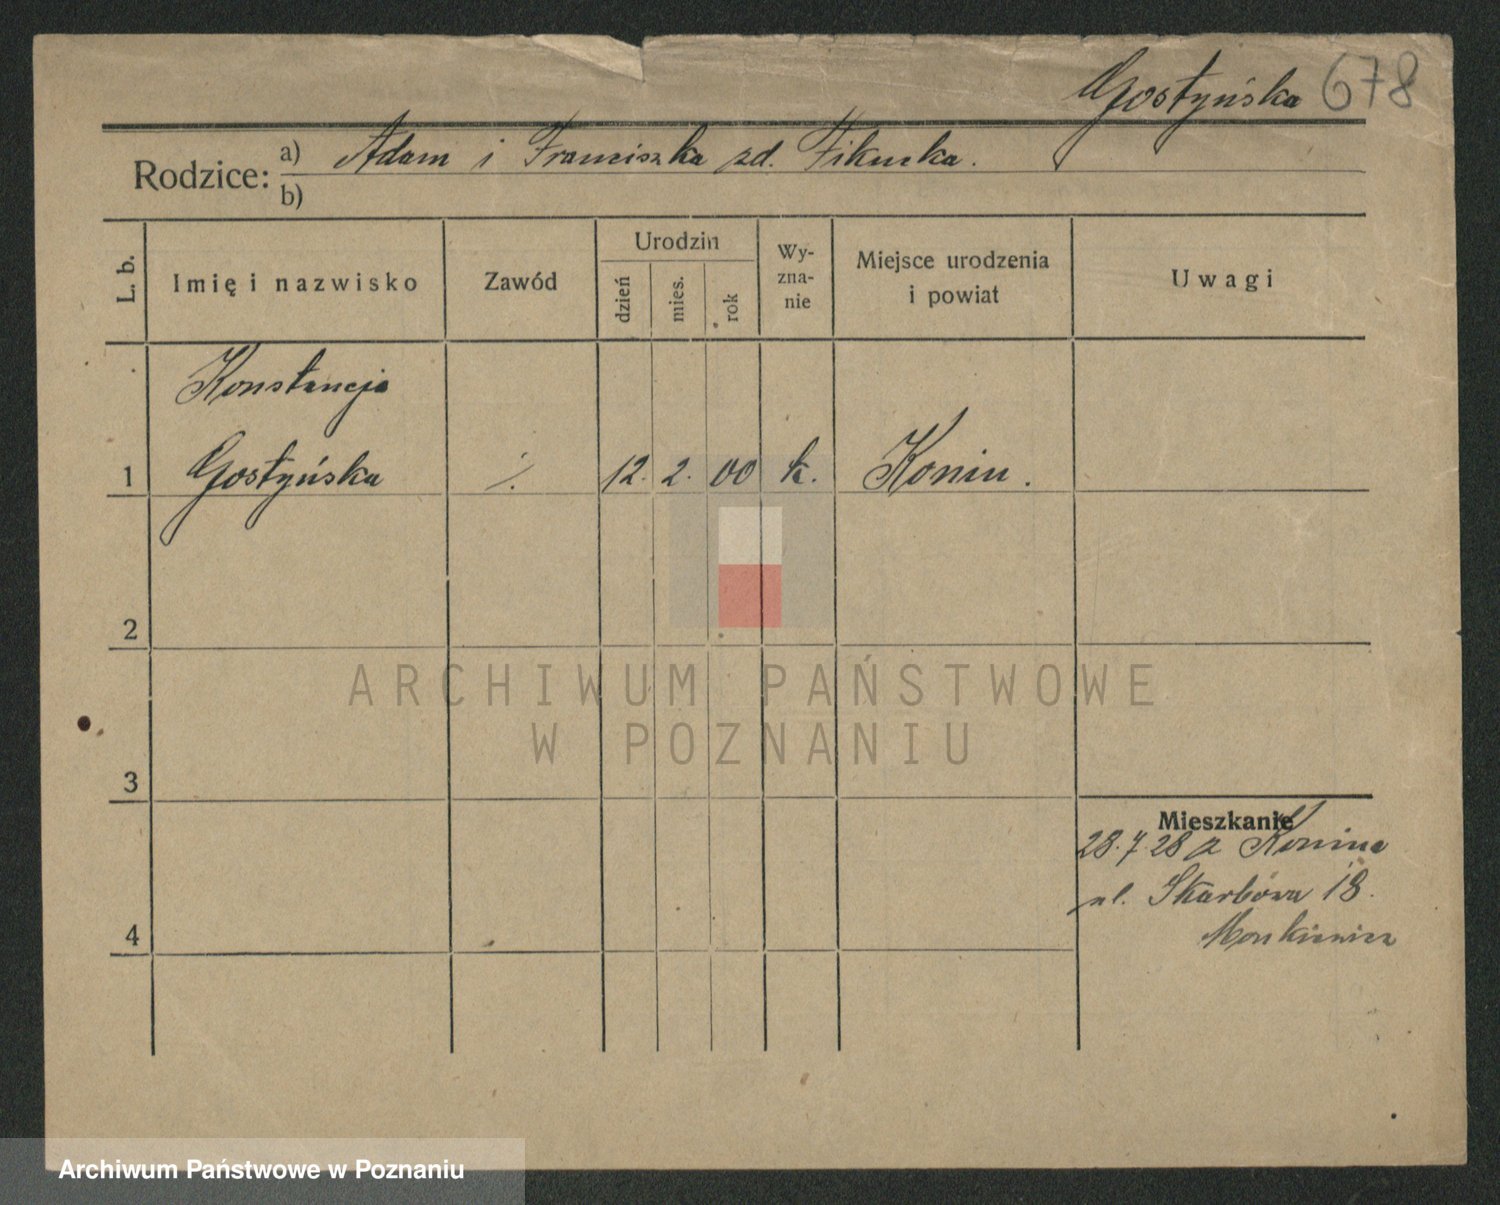 Gostyńska 678
Rodzice: a) Adam i Franciszka zd. Fikucka.
b)
L. b.
Imię i nazwisko
Zawód
Urodzin
dzień
mies.
rok
Wy-
zna-
nie
Miejsce urodzenia
i powiat
Uwagi
Konstancja
1 Gostyńska ./. 12. 2. 00 k. Konin.
2
3
4
Mieszkanie
28.7.28 z Konina
ul. Skarbowa 18.
Monkiewicz
ARCHIWUM PAŃSTWOWE
W POZNANIU
Archiwum Państwowe w Poznaniu